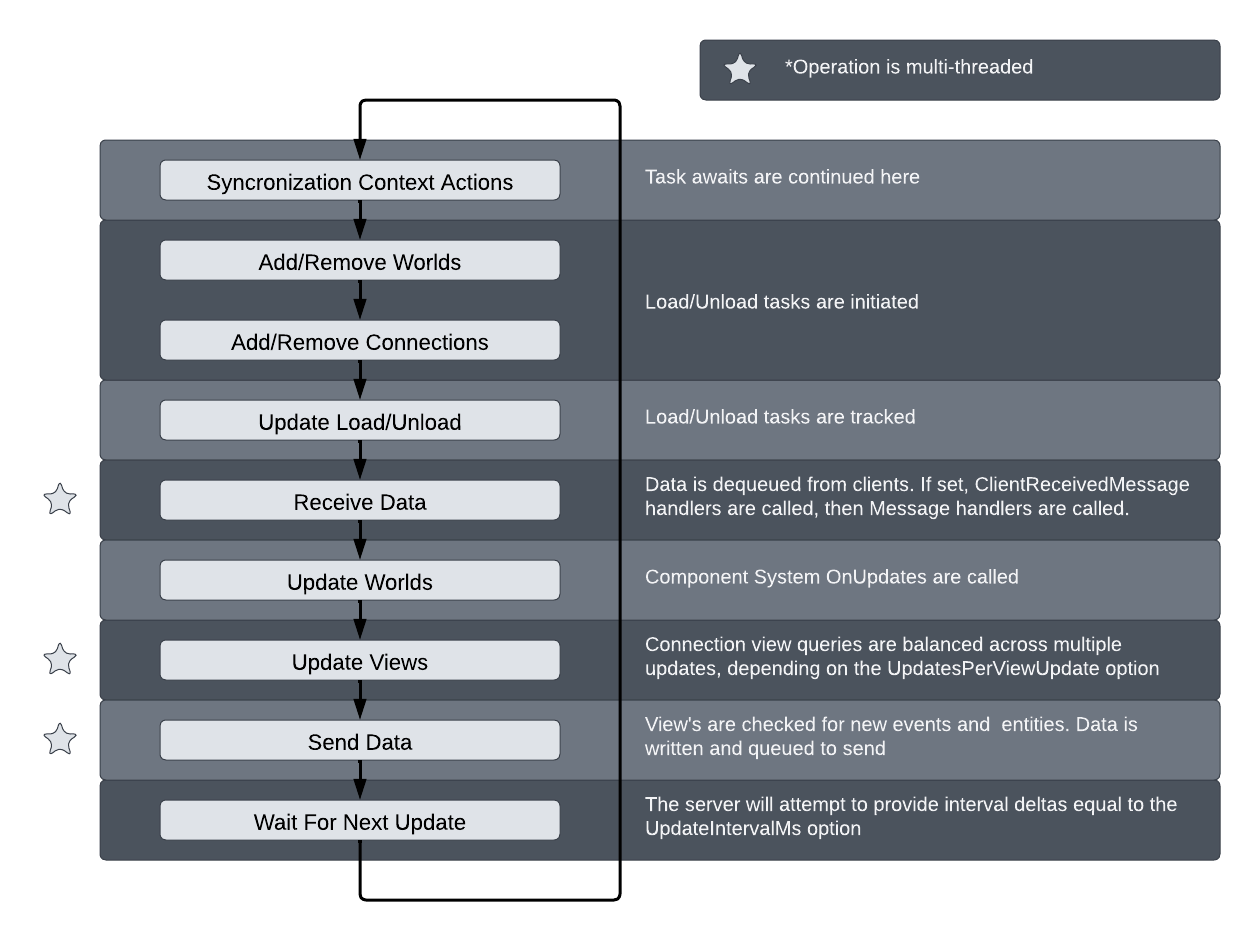 *Operation is multi-threaded
Syncronization Context Actions
Task awaits are continued here
Add/Remove Worlds
Load/Unload tasks are initiated
Add/Remove Connections
Update Load/Unload
Load/Unload tasks are tracked
Receive Data
Data is dequeued from clients. If set, ClientReceivedMessage
handlers are called, then Message handlers are called.
Update Worlds
Component System OnUpdates are called
Update Views
Connection view queries are balanced across multiple
updates, depending on the UpdatesPerViewUpdate option
Send Data
View's are checked for new events and  entities. Data is
written and queued to send
Wait For Next Update
The server will attempt to provide interval deltas equal to the
UpdateIntervalMs option